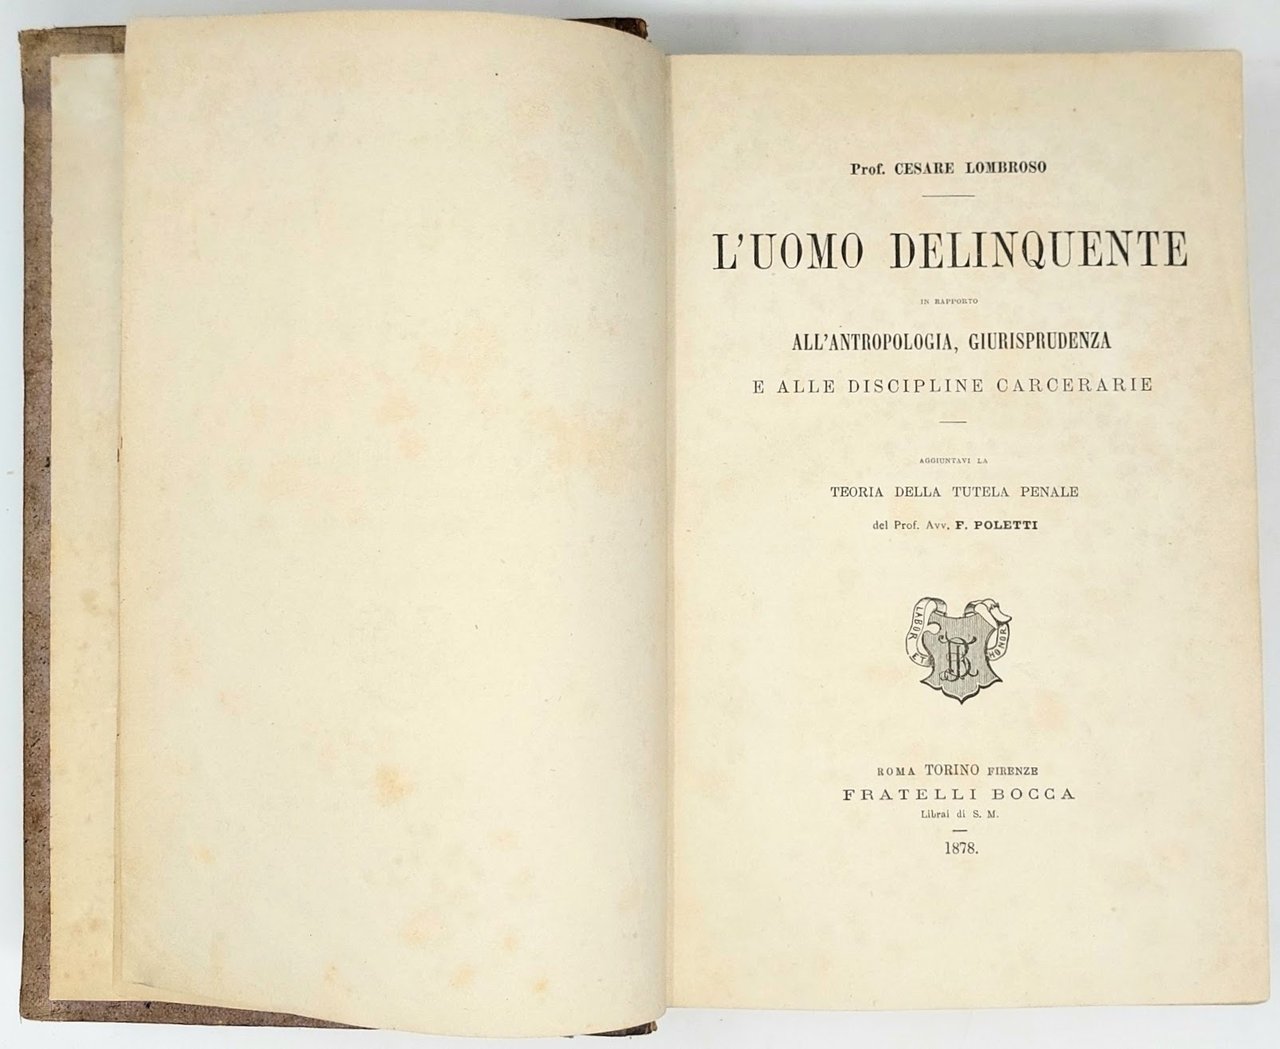 Prof. CESARE LOMBROSO
L'UOMO DELINQUENTE
IN RAPPORTO
ALL'ANTROPOLOGIA, GIURISPRUDENZA
E ALLE DISCIPLINE CARCERARIE
AGGIUNTAVI LA
TEORIA DELLA TUTELA PENALE
del Prof. Avv. F. POLETTI
LABOR ET HONOR
ROMA TORINO FIRENZE
FRATELLI BOCCA
Librai di S. M.
1878.